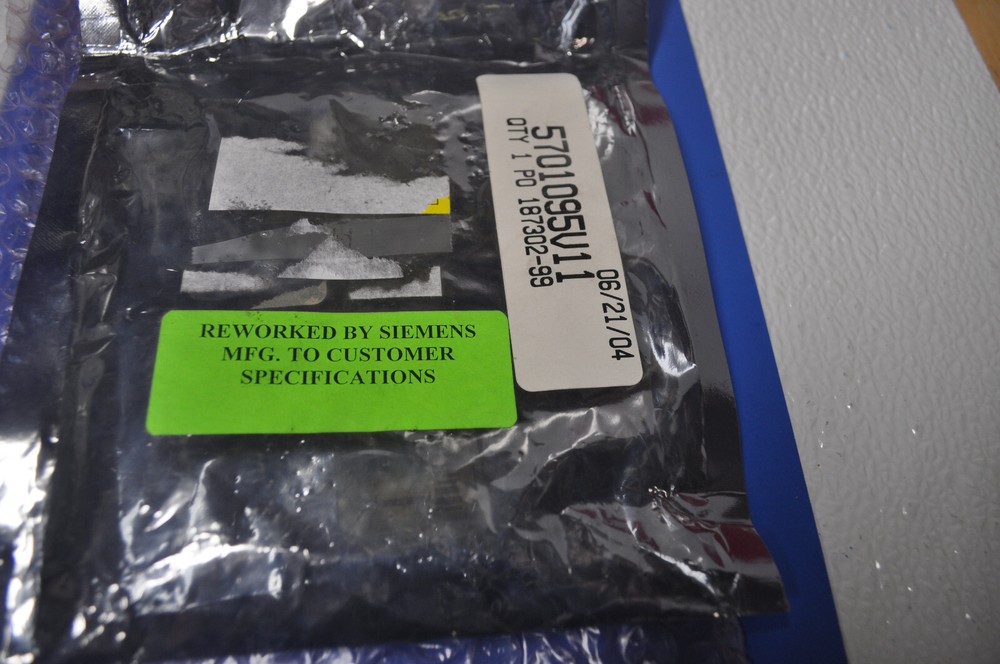 5701095V11 06/21/04
QTY 1 PO 187302-99
REWORKED BY SIEMENS
MFG. TO CUSTOMER
SPECIFICATIONS